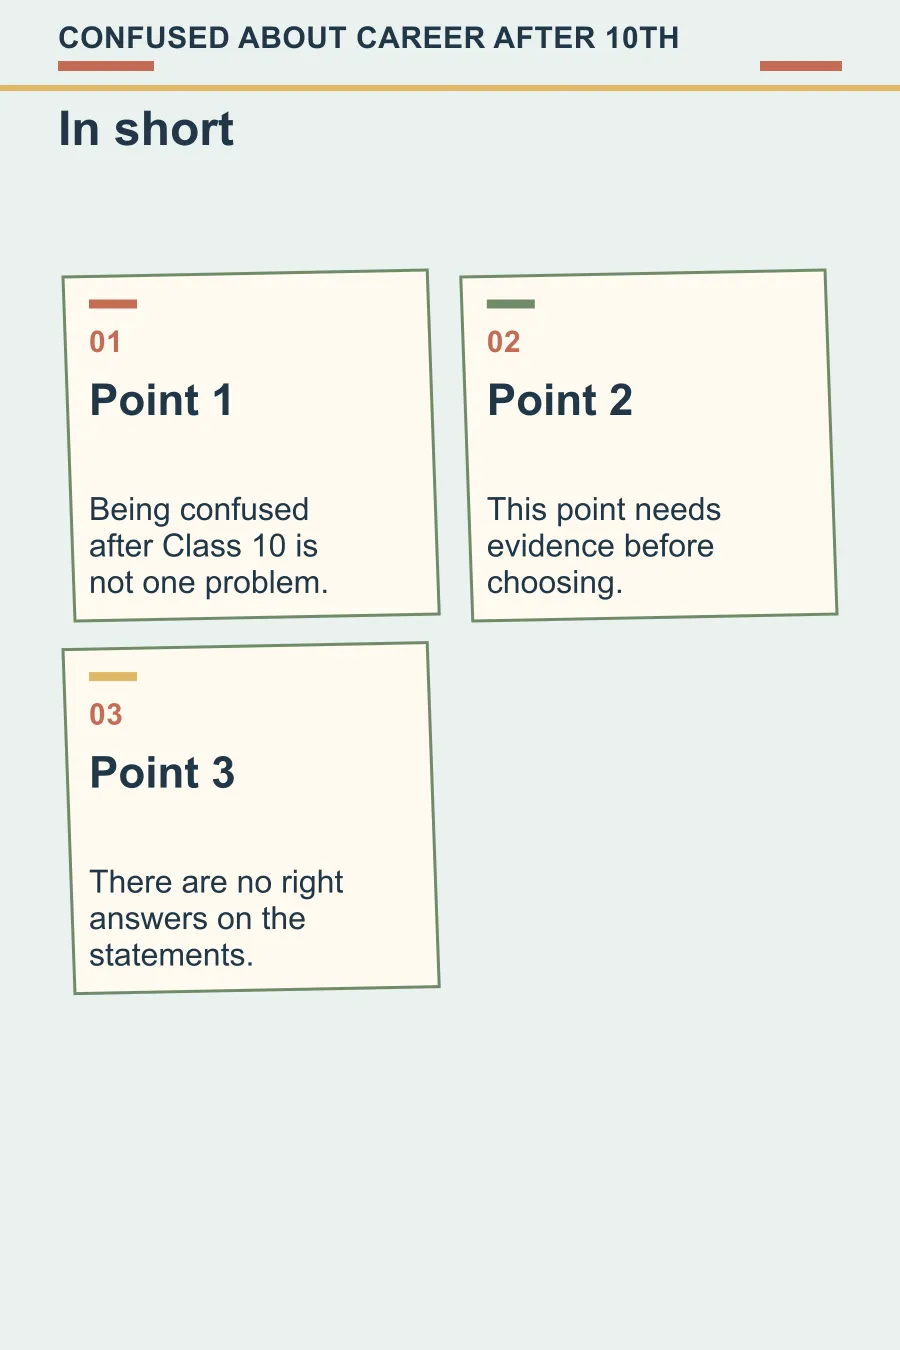 CONFUSED ABOUT CAREER AFTER 10TH
In short
01
Point 1
Being confused
after Class 10 is
not one problem.
02
Point 2
This point needs
evidence before
choosing.
03
Point 3
There are no right
answers on the
statements.